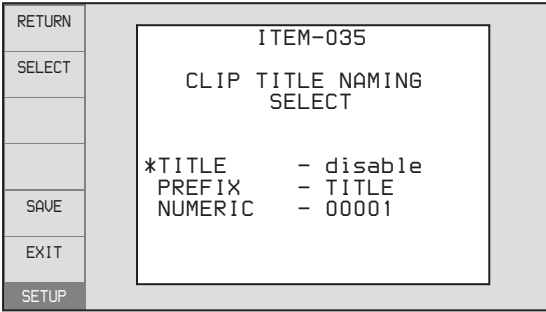 RETURN
SELECT
SAVE
EXIT
SETUP
ITEM-035
CLIP TITLE NAMING
SELECT
*TITLE - disable
PREFIX - TITLE
NUMERIC - 00001